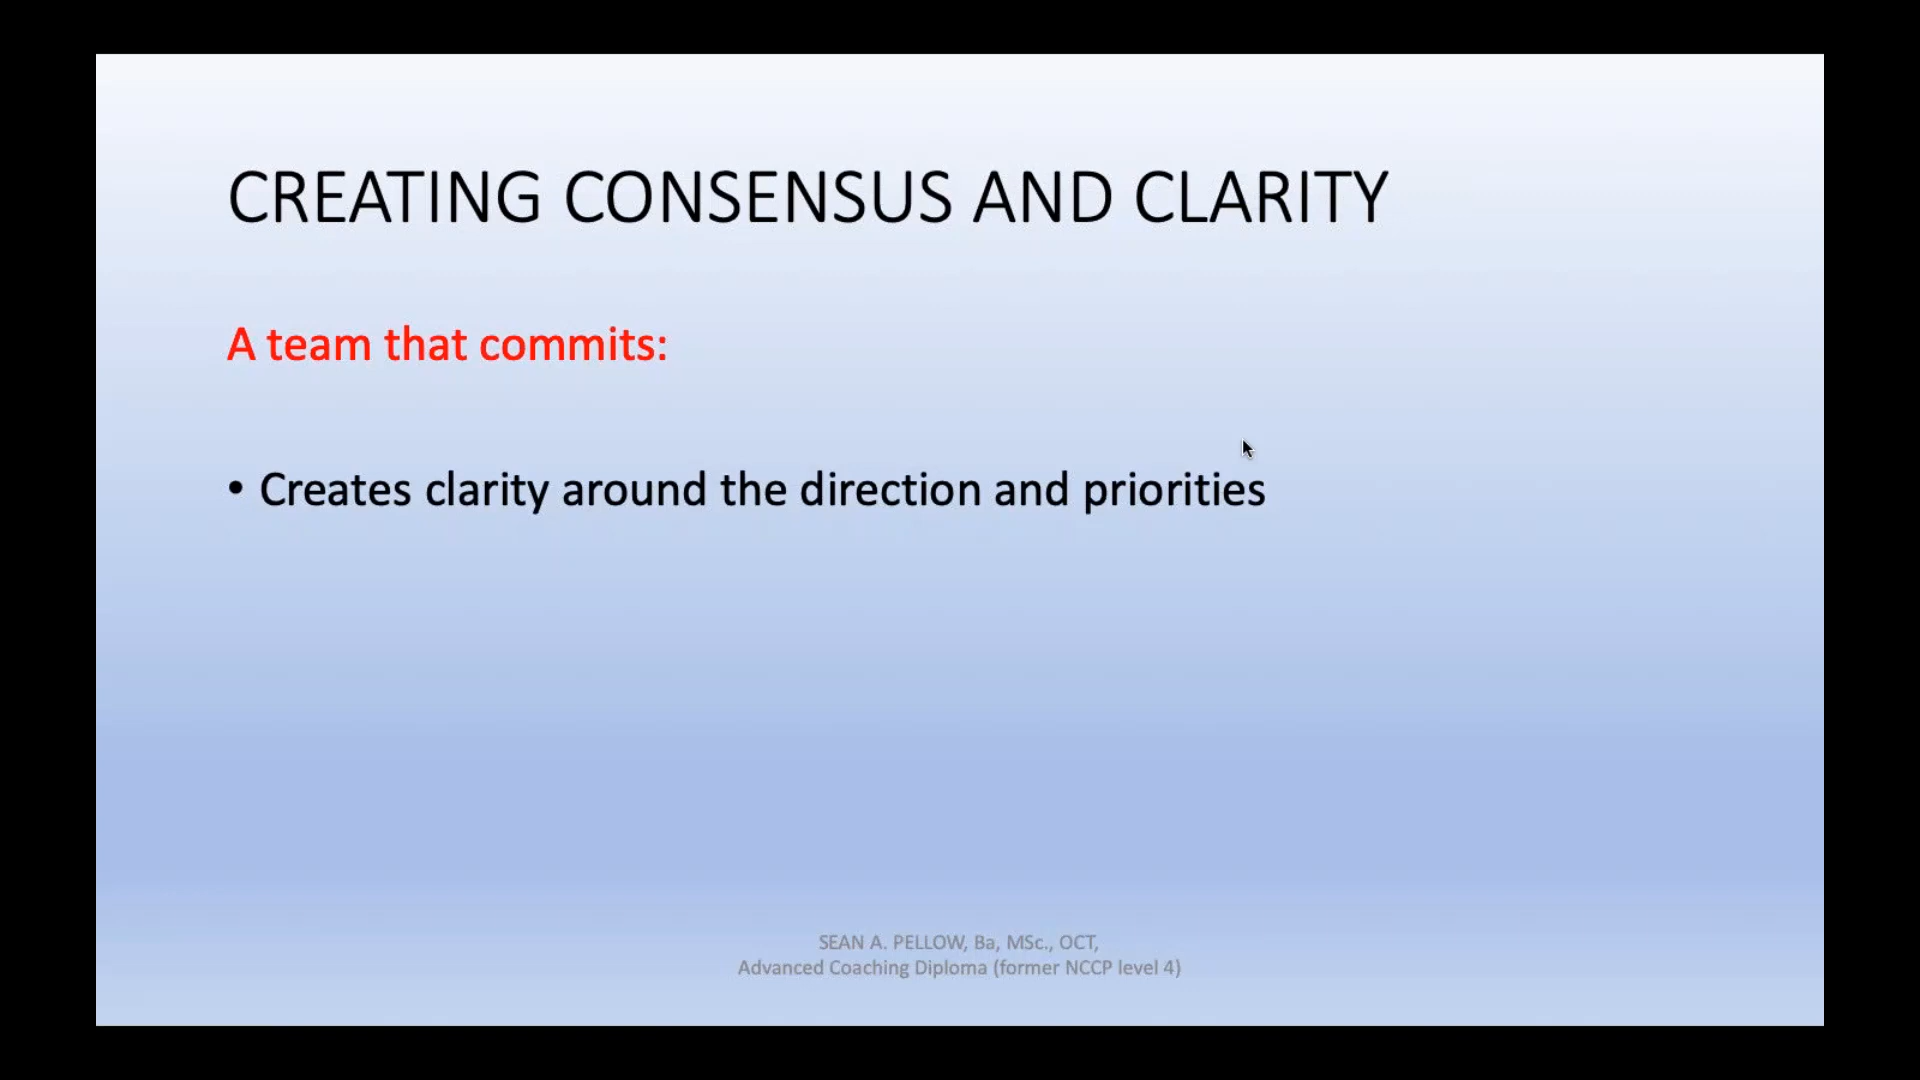 CREATING CONSENSUS AND CLARITY
A team that commits:
• Creates clarity around the direction and priorities
SEAN A. PELLOW, Ba, MSc., OCT,
Advanced Coaching Diploma (former NCCP level 4)